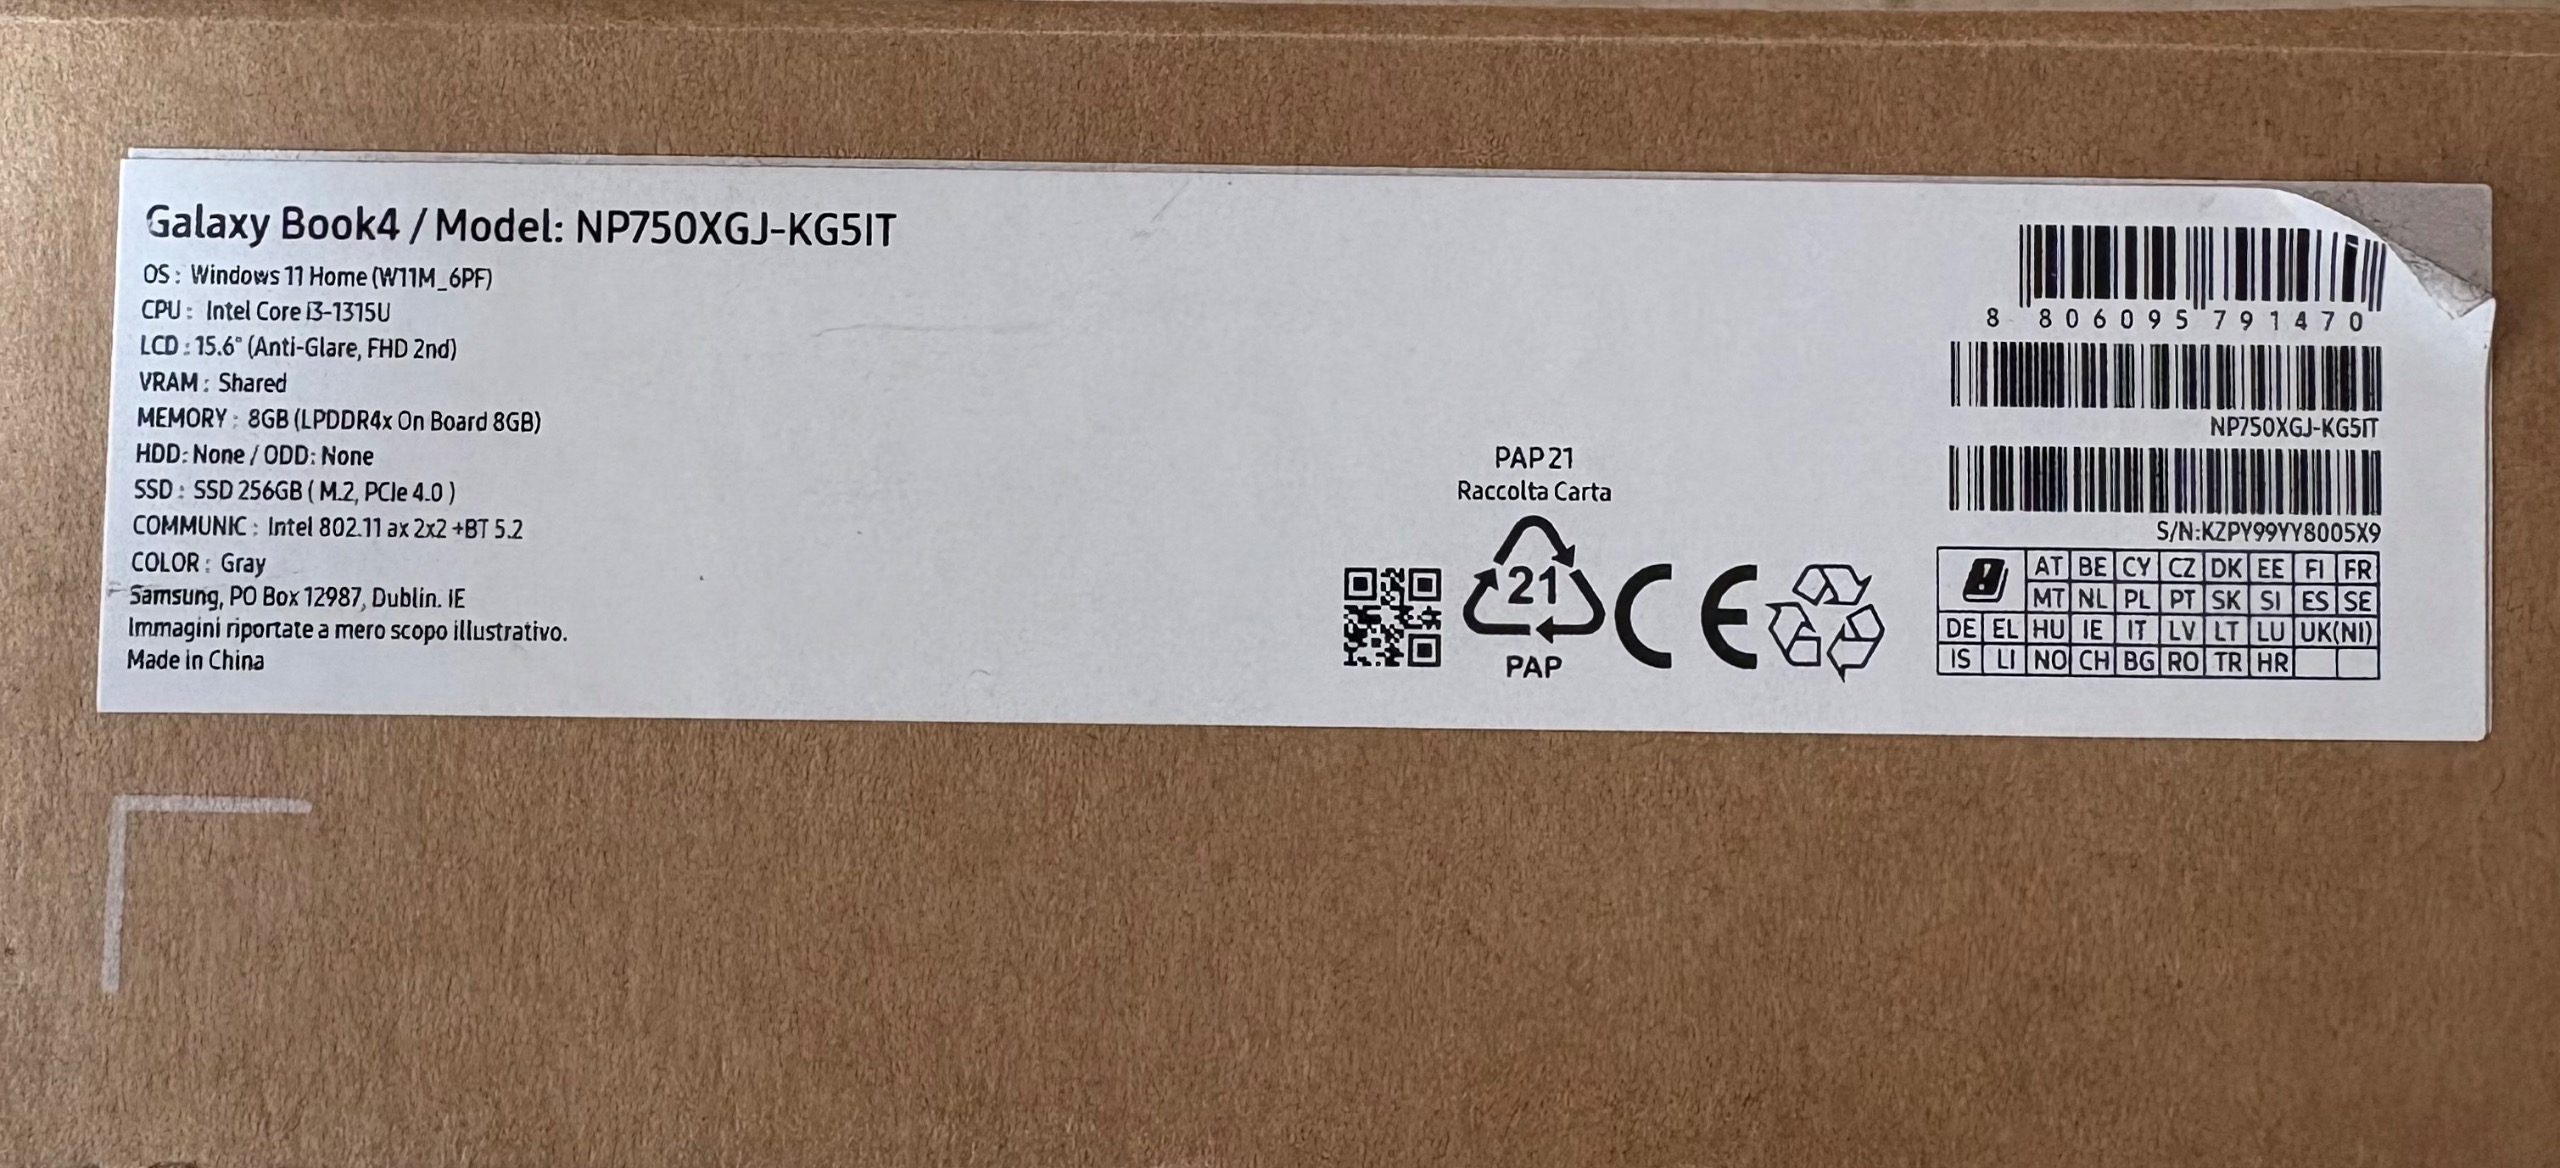 Galaxy Book4 / Model: NP750XGJ-KG5IT
OS : Windows 11 Home (W11M_6PF)
CPU : Intel Core i3-1315U
LCD : 15.6" (Anti-Glare, FHD 2nd)
VRAM : Shared
MEMORY : 8GB (LPDDR4x On Board 8GB)
HDD: None / ODD: None
SSD : SSD 256GB ( M.2, PCIe 4.0 )
COMMUNIC : Intel 802.11 ax 2x2 +BT 5.2
COLOR : Gray
Samsung, PO Box 12987, Dublin. IE
Immagini riportate a mero scopo illustrativo.
Made in China
PAP 21
Raccolta Carta
21
PAP
CE
8 806095 791470
NP750XGJ-KG5IT
S/N:KZPY99YY8005X9
! AT BE CY CZ DK EE FI FR
MT NL PL PT SK SI ES SE
DE EL HU IE IT LV LT LU UK(NI)
IS LI NO CH BG RO TR HR